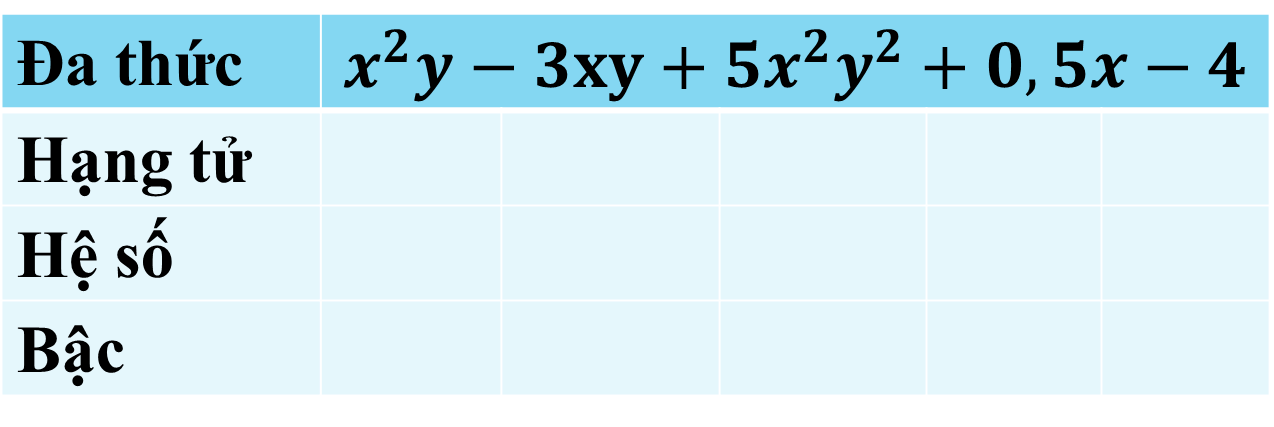 Đa thức x²y − 3xy + 5x²y² + 0, 5x − 4
Hạng tử
Hệ số
Bậc